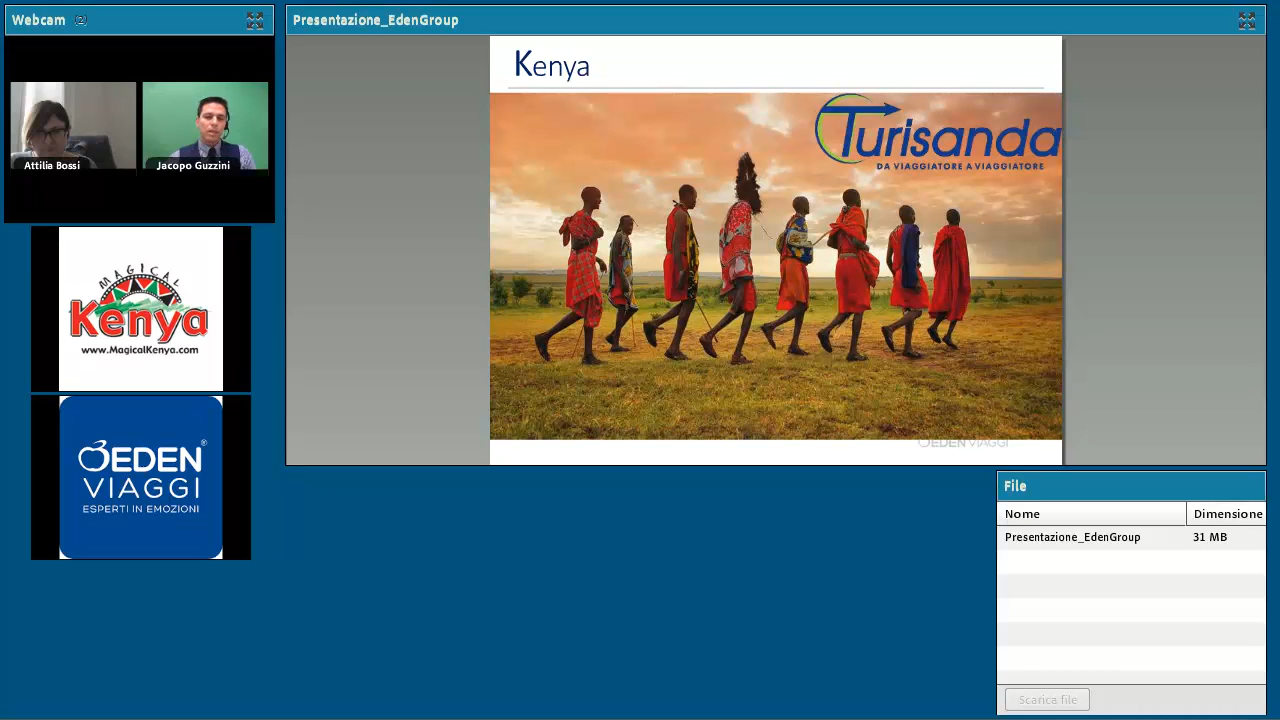 Webcam (2)
Attilia Bossi
Jacopo Guzzini
MAGICAL
Kenya
www.MagicalKenya.com
EDEN®
VIAGGI
ESPERTI IN EMOZIONI
Presentazione_EdenGroup
Kenya
Turisanda
DA VIAGGIATORE A VIAGGIATORE
EDEN VIAGGI
File
Nome Dimensione
Presentazione_EdenGroup 31 MB
Scarica file